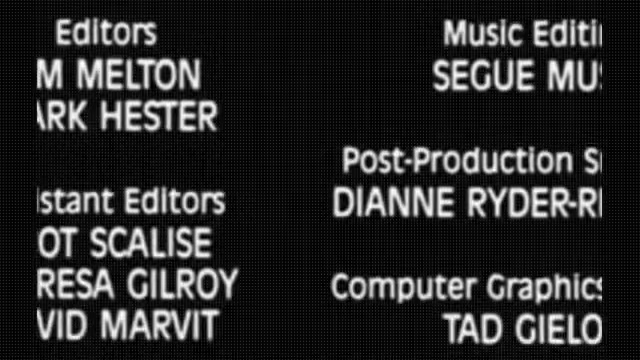 Editors
M MELTON
ARK HESTER
istant Editors
OT SCALISE
RESA GILROY
VID MARVIT
Music Editi
SEGUE MUS
Post-Production S
DIANNE RYDER-R
Computer Graphics
TAD GIELO